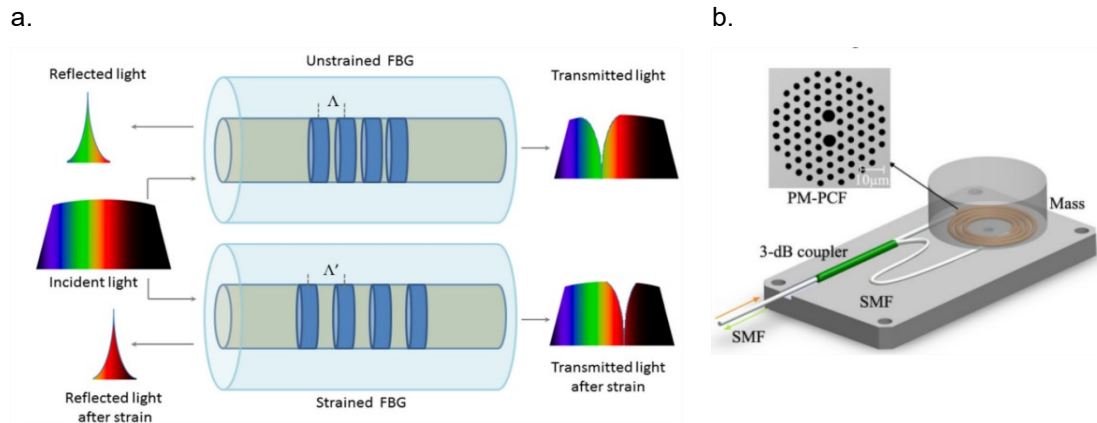 a.
b.
Reflected light
Unstrained FBG
Transmitted light
Λ
10μm
PM-PCF
Mass
3-dB coupler
Incident light
Λ′
SMF
SMF
Reflected light
after strain
Strained FBG
Transmitted light
after strain